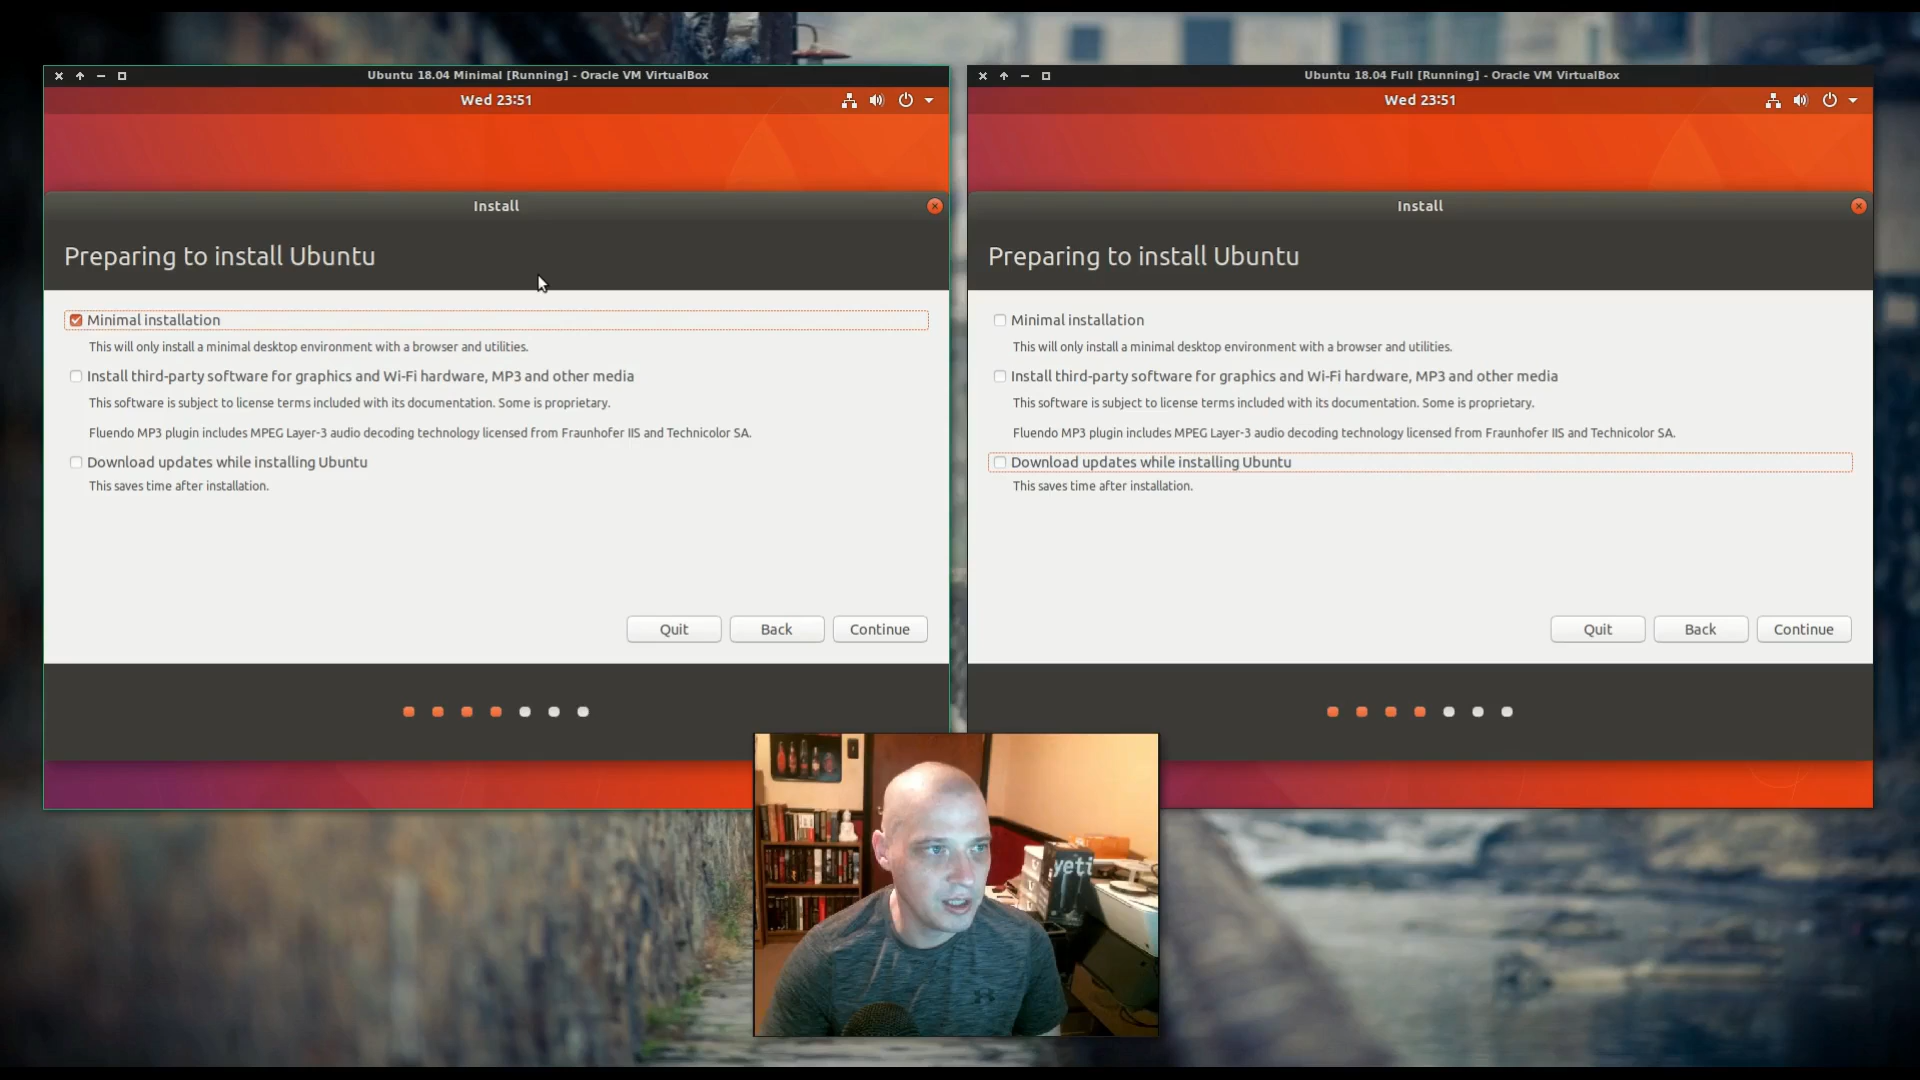 Ubuntu 18.04 Minimal [Running] - Oracle VM VirtualBox
Wed 23:51
Install
Preparing to install Ubuntu
Minimal installation
This will only install a minimal desktop environment with a browser and utilities.
Install third-party software for graphics and Wi-Fi hardware, MP3 and other media
This software is subject to license terms included with its documentation. Some is proprietary.
Fluendo MP3 plugin includes MPEG Layer-3 audio decoding technology licensed from Fraunhofer IIS and Technicolor SA.
Download updates while installing Ubuntu
This saves time after installation.
Quit
Back
Continue
Ubuntu 18.04 Full [Running] - Oracle VM VirtualBox
Wed 23:51
Install
Preparing to install Ubuntu
Minimal installation
This will only install a minimal desktop environment with a browser and utilities.
Install third-party software for graphics and Wi-Fi hardware, MP3 and other media
This software is subject to license terms included with its documentation. Some is proprietary.
Fluendo MP3 plugin includes MPEG Layer-3 audio decoding technology licensed from Fraunhofer IIS and Technicolor SA.
Download updates while installing Ubuntu
This saves time after installation.
Quit
Back
Continue
yeti